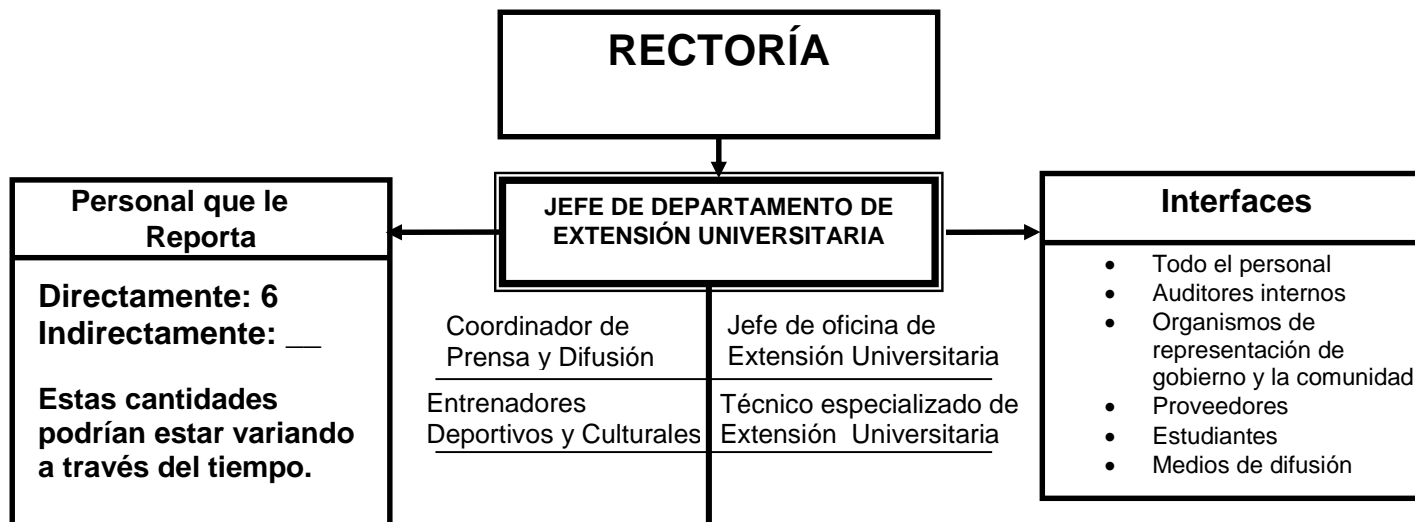 RECTORÍA
Personal que le
Reporta
Directamente: 6
Indirectamente: __
Estas cantidades
podrían estar variando
a través del tiempo.
JEFE DE DEPARTAMENTO DE
EXTENSIÓN UNIVERSITARIA
Coordinador de
Prensa y Difusión
Jefe de oficina de
Extensión Universitaria
Entrenadores
Deportivos y Culturales
Técnico especializado de
Extensión Universitaria
Interfaces
• Todo el personal
• Auditores internos
• Organismos de
representación de
gobierno y la comunidad
• Proveedores
• Estudiantes
• Medios de difusión